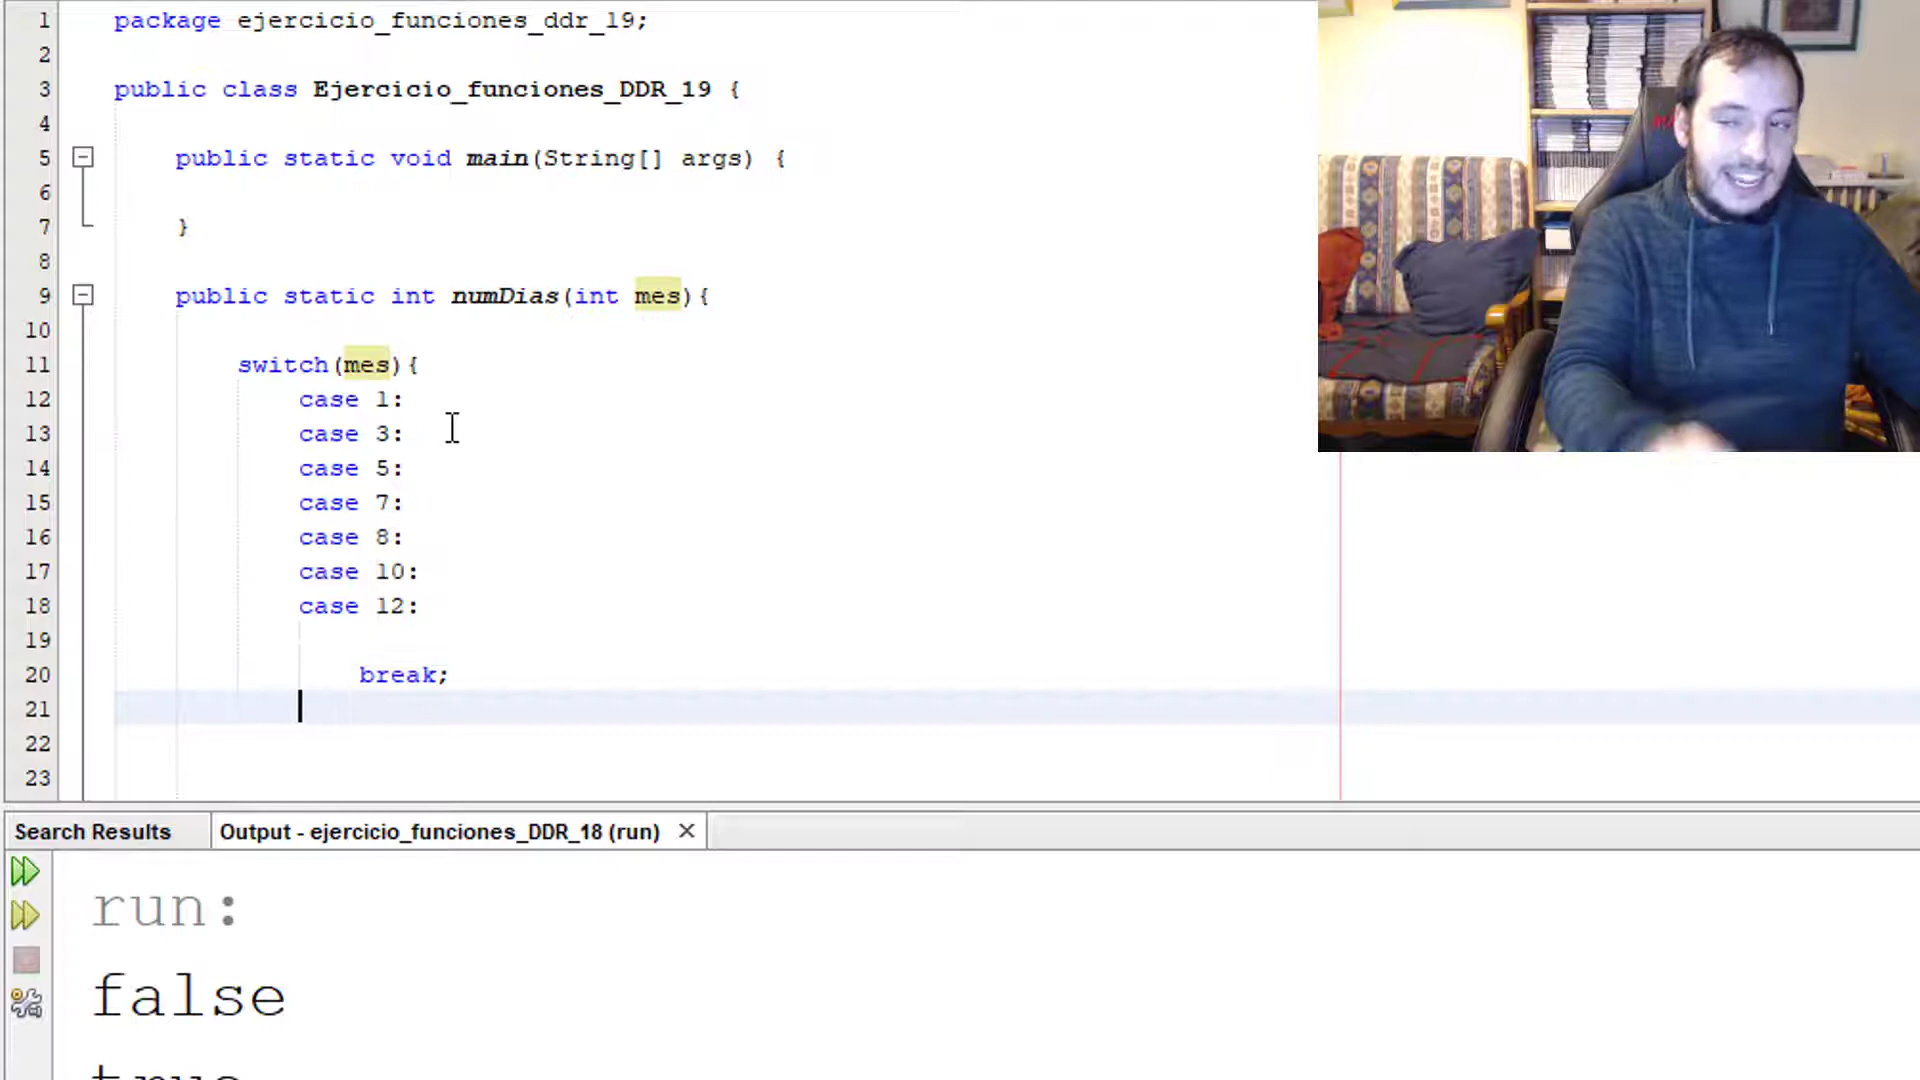 1 package ejercicio_funciones_ddr_19;
2
3 public class Ejercicio_funciones_DDR_19 {
4
5 public static void main(String[] args) {
6
7 }
8
9 public static int numDias(int mes){
10
11 switch(mes){
12 case 1:
13 case 3:
14 case 5:
15 case 7:
16 case 8:
17 case 10:
18 case 12:
19
20 break;
21
22
23
Search Results Output - ejercicio_funciones_DDR_18 (run)
run:
false
true